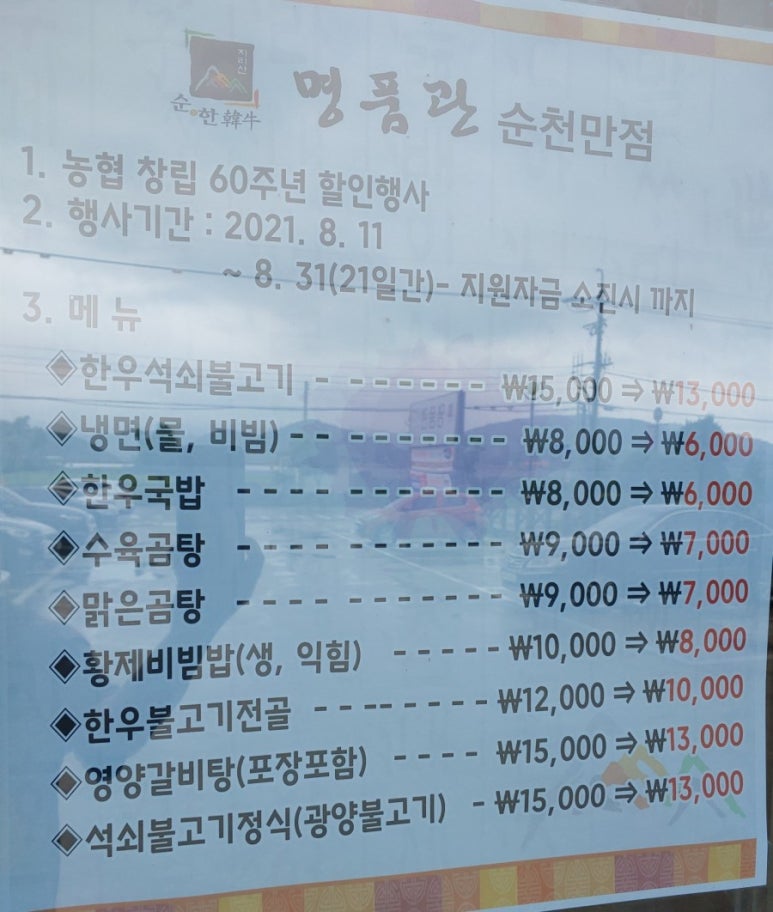 지리산
순한韓牛
명품관 순천만점
1. 농협 창립 60주년 할인행사
2. 행사기간 : 2021. 8. 11
~ 8. 31(21일간)- 지원자금 소진시 까지
3. 메 뉴
◈한우석쇠불고기 - - - - - - - ₩15,000 ⇒ ₩13,000
◈냉면(물, 비빔) - - - - - - - - - ₩8,000 ⇒ ₩6,000
◈한우국밥 - - - - - - - - - - - ₩8,000 ⇒ ₩6,000
◈수육곰탕 - - - - - - - - - - - ₩9,000 ⇒ ₩7,000
◈맑은곰탕 - - - - - - - - - - - ₩9,000 ⇒ ₩7,000
◈황제비빔밥(생, 익힘) - - - - - ₩10,000 ⇒ ₩8,000
◈한우불고기전골 - - - - - - - - ₩12,000 ⇒ ₩10,000
◈영양갈비탕(포장포함) - - - - ₩15,000 ⇒ ₩13,000
◈석쇠불고기정식(광양불고기) - ₩15,000 ⇒ ₩13,000